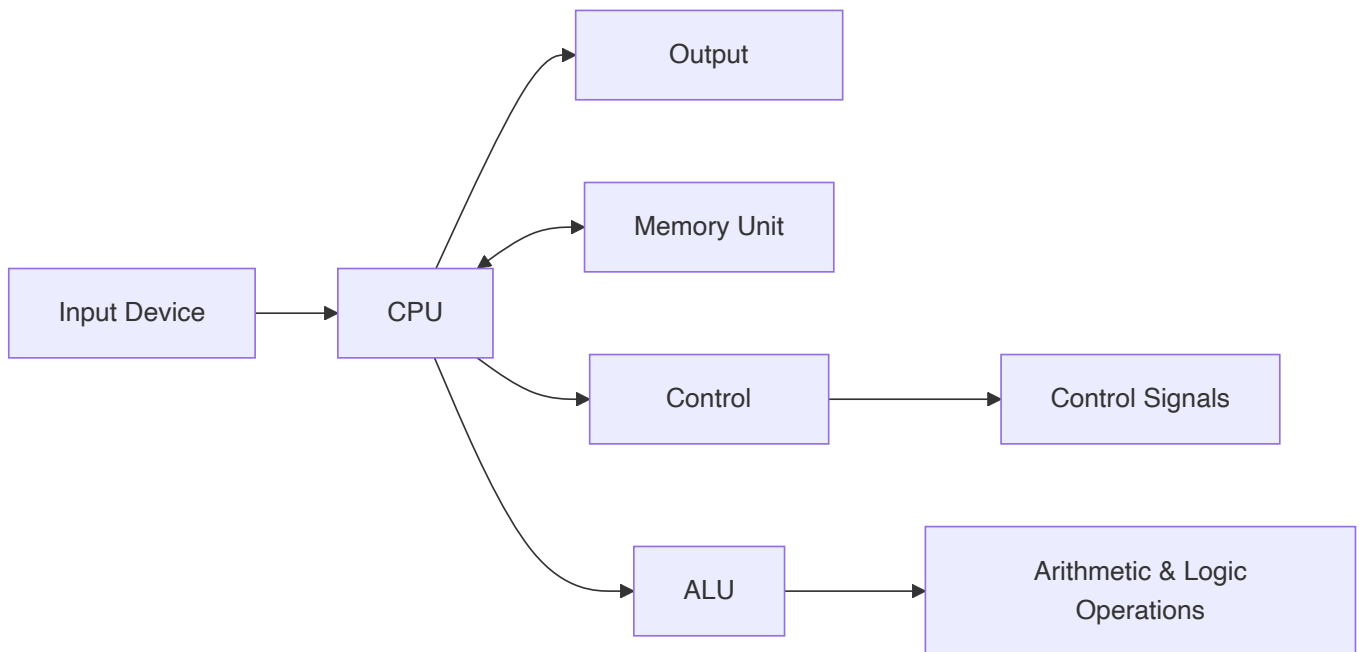 Output
Memory Unit
Input Device
CPU
Control
Control Signals
ALU
Arithmetic & Logic
Operations